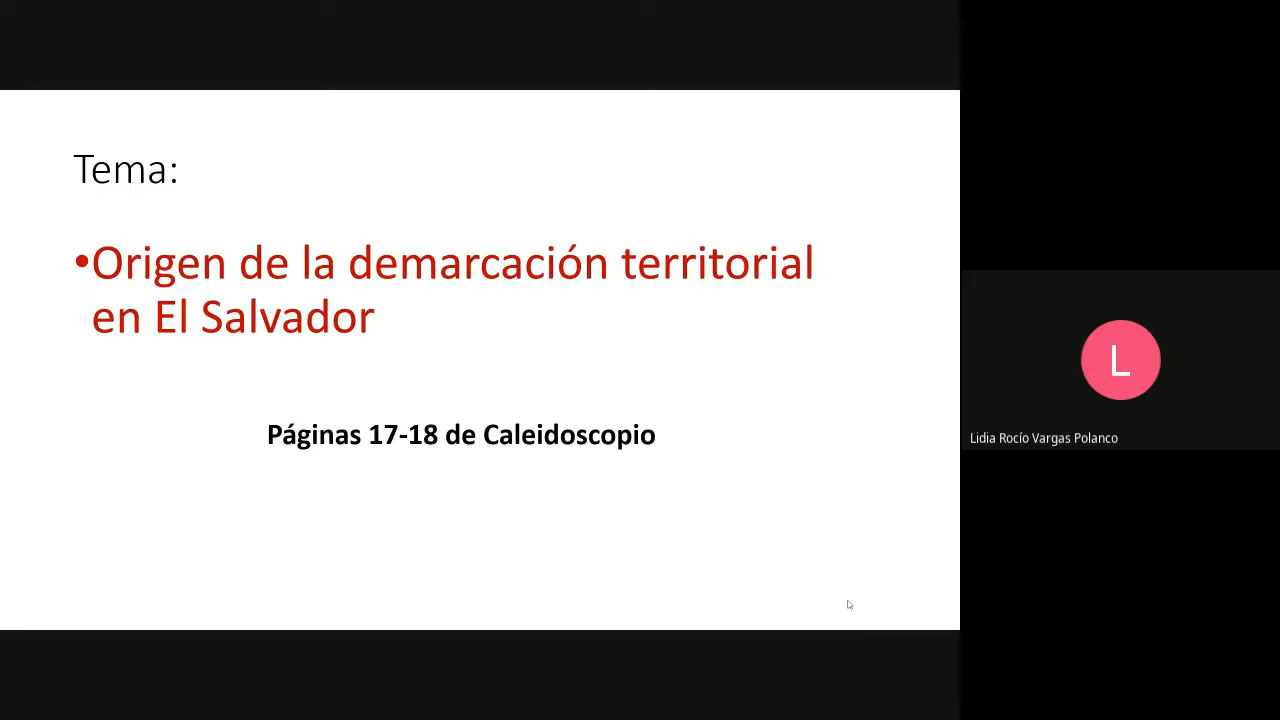 Tema:
•Origen de la demarcación territorial
en El Salvador
Páginas 17-18 de Caleidoscopio
L
Lidia Rocío Vargas Polanco